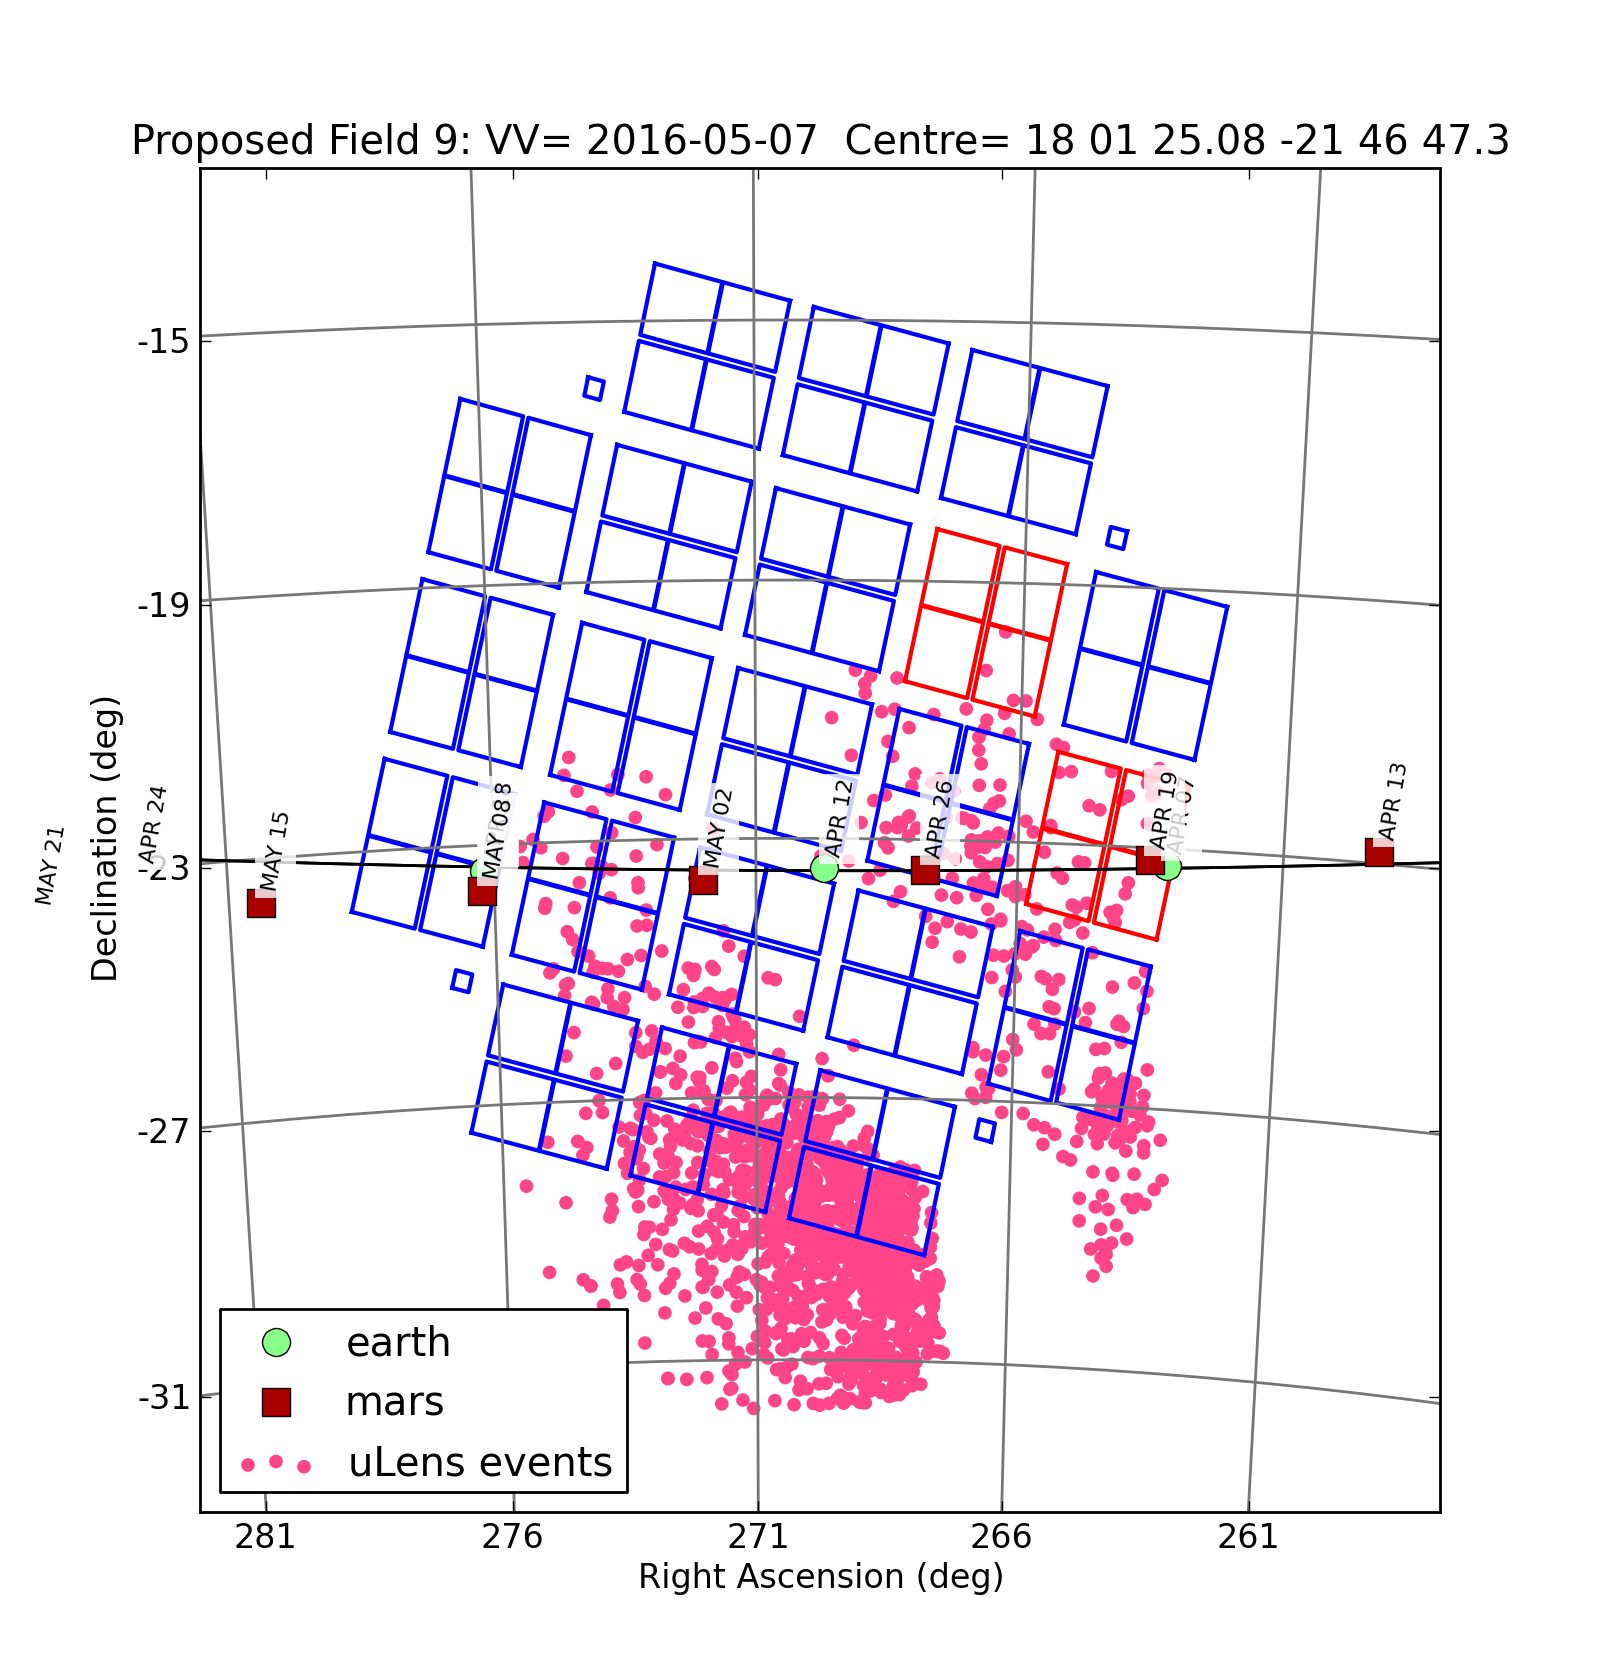 Proposed Field 9: VV= 2016-05-07  Centre= 18 01 25.08 -21 46 47.3
-15
-19
-23
-27
-31
Declination (deg)
MAY 21
APR 24
MAY 15
MAY 08
MAY 02
APR 12
APR 26
APR 19
APR 07
APR 13
earth
mars
uLens events
281
276
271
266
261
Right Ascension (deg)